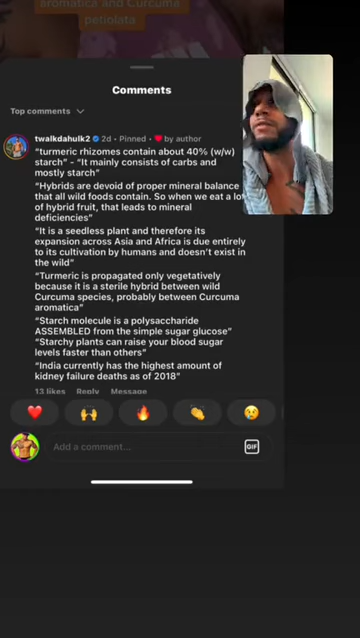 aromatica and Curcuma
petiolata
Comments
Top comments
twalkdahulk2 2d • Pinned • by author
“turmeric rhizomes contain about 40% (w/w)
starch” - “It mainly consists of carbs and
mostly starch”
“Hybrids are devoid of proper mineral balance
that all wild foods contain. So when we eat a lot
of hybrid fruit, that leads to mineral
deficiencies”
“It is a seedless plant and therefore its
expansion across Asia and Africa is due entirely
to its cultivation by humans and doesn’t exist in
the wild”
“Turmeric is propagated only vegetatively
because it is a sterile hybrid between wild
Curcuma species, probably between Curcuma
aromatica”
“Starch molecule is a polysaccharide
ASSEMBLED from the simple sugar glucose”
“Starchy plants can raise your blood sugar
levels faster than others”
“India currently has the highest amount of
kidney failure deaths as of 2018”
13 likes Reply Message
Add a comment...
GIF